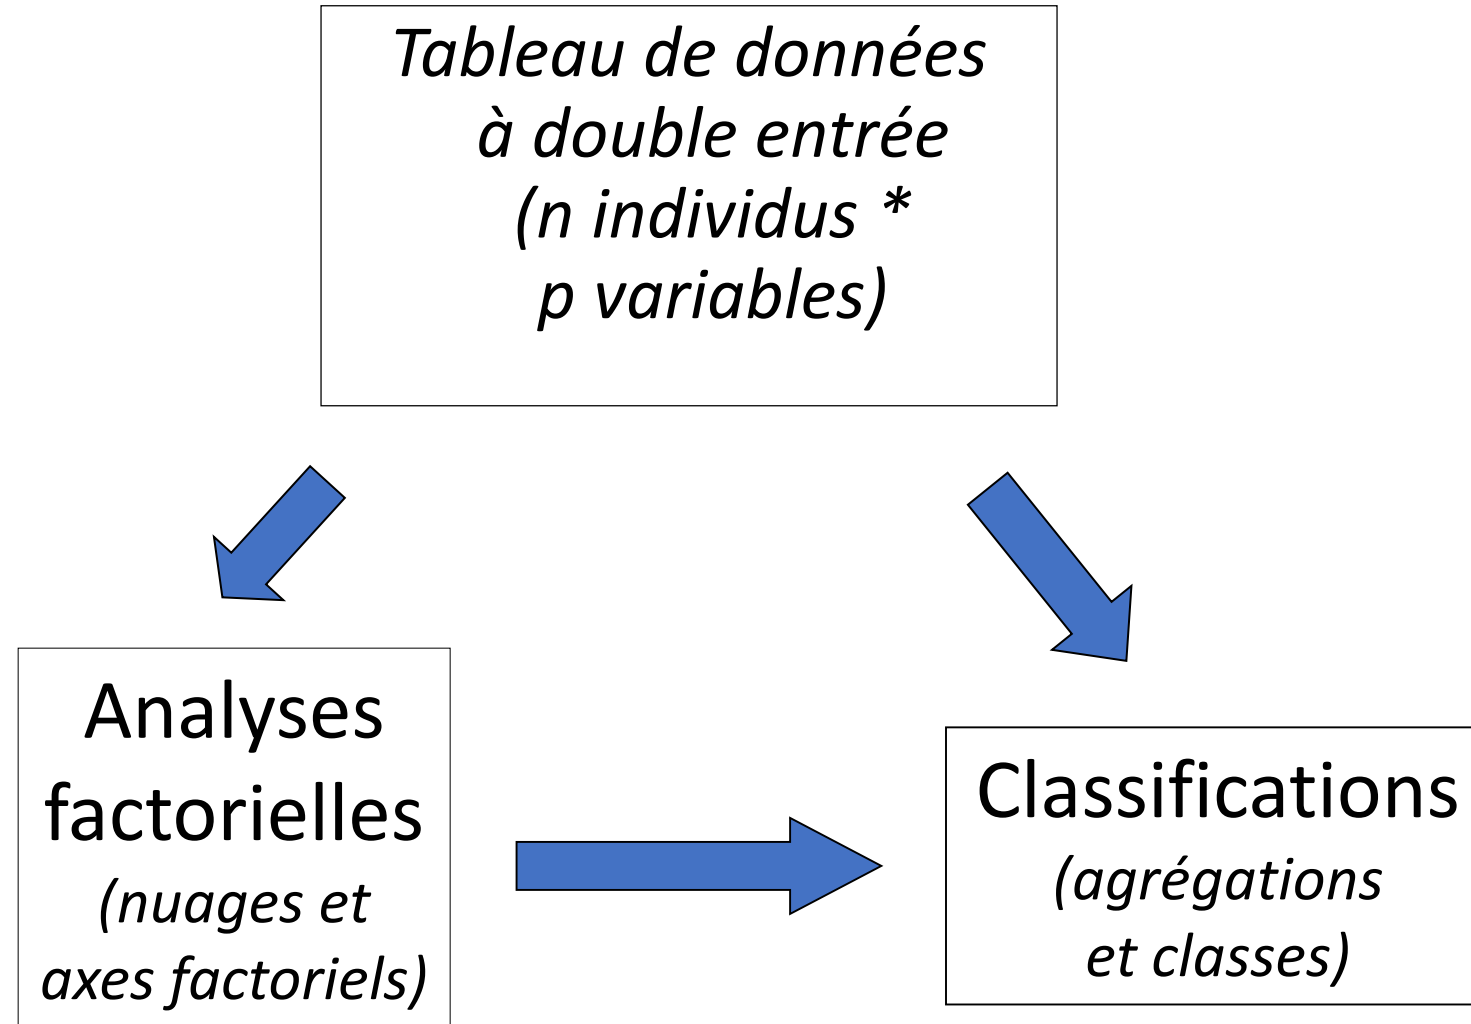 Tableau de données
à double entrée
(n individus *
p variables)
Analyses
factorielles
(nuages et
axes factoriels)
Classifications
(agrégations
et classes)